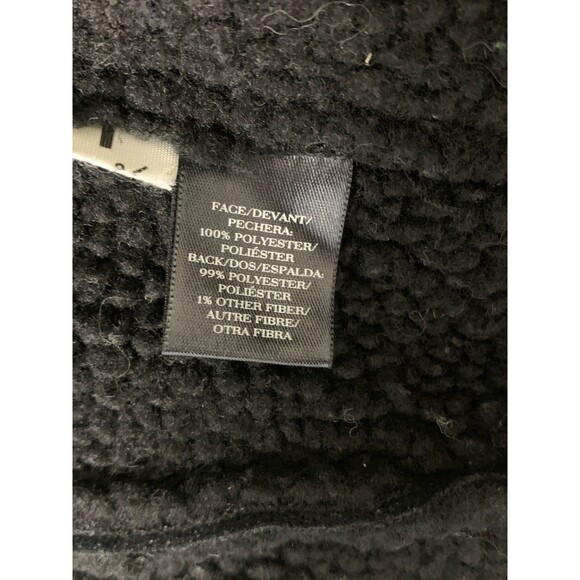 FACE/DEVANT/
PECHERA:
100% POLYESTER/
POLIÉSTER
BACK/DOS/ESPALDA:
99% POLYESTER/
POLIÉSTER
1% OTHER FIBER/
AUTRE FIBRE/
OTRA FIBRA